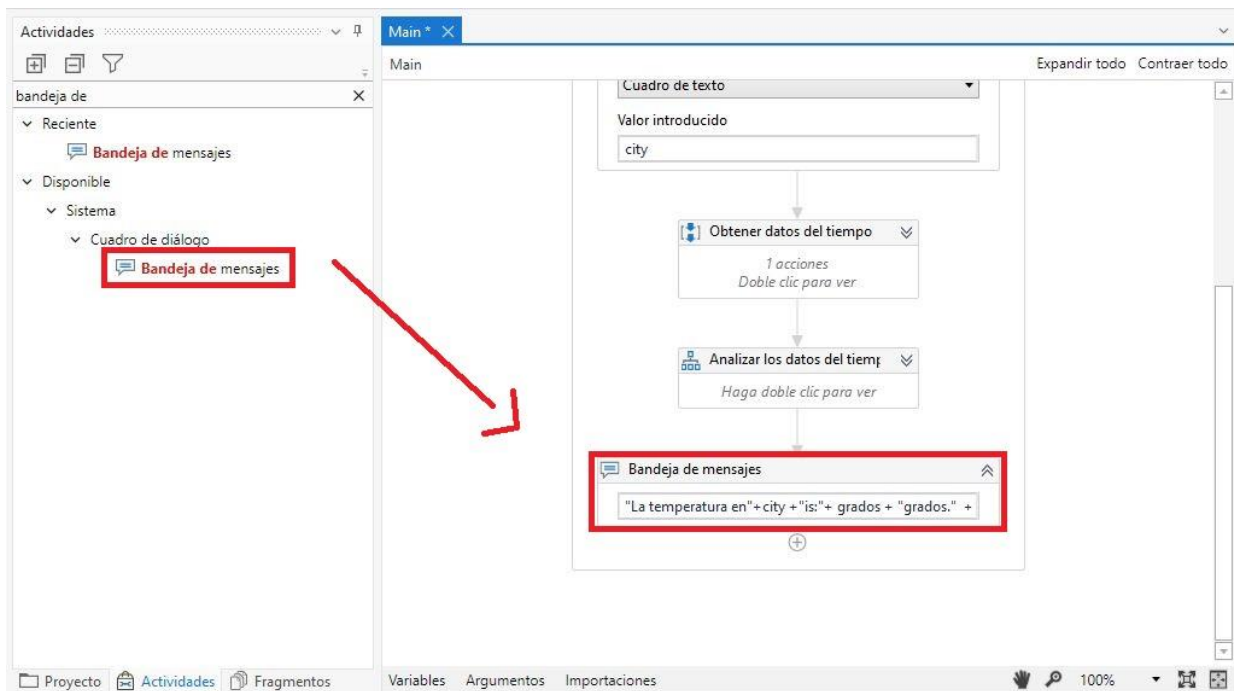 Actividades
bandeja de
Reciente
Bandeja de mensajes
Disponible
Sistema
Cuadro de diálogo
Bandeja de mensajes
Proyecto Actividades Fragmentos
Main *
Main Expandir todo Contraer todo
Cuadro de texto
Valor introducido
city
Obtener datos del tiempo
1 acciones
Doble clic para ver
Analizar los datos del tiemp
Haga doble clic para ver
Bandeja de mensajes
"La temperatura en"+city +"is:"+ grados + "grados." +
Variables Argumentos Importaciones 100%